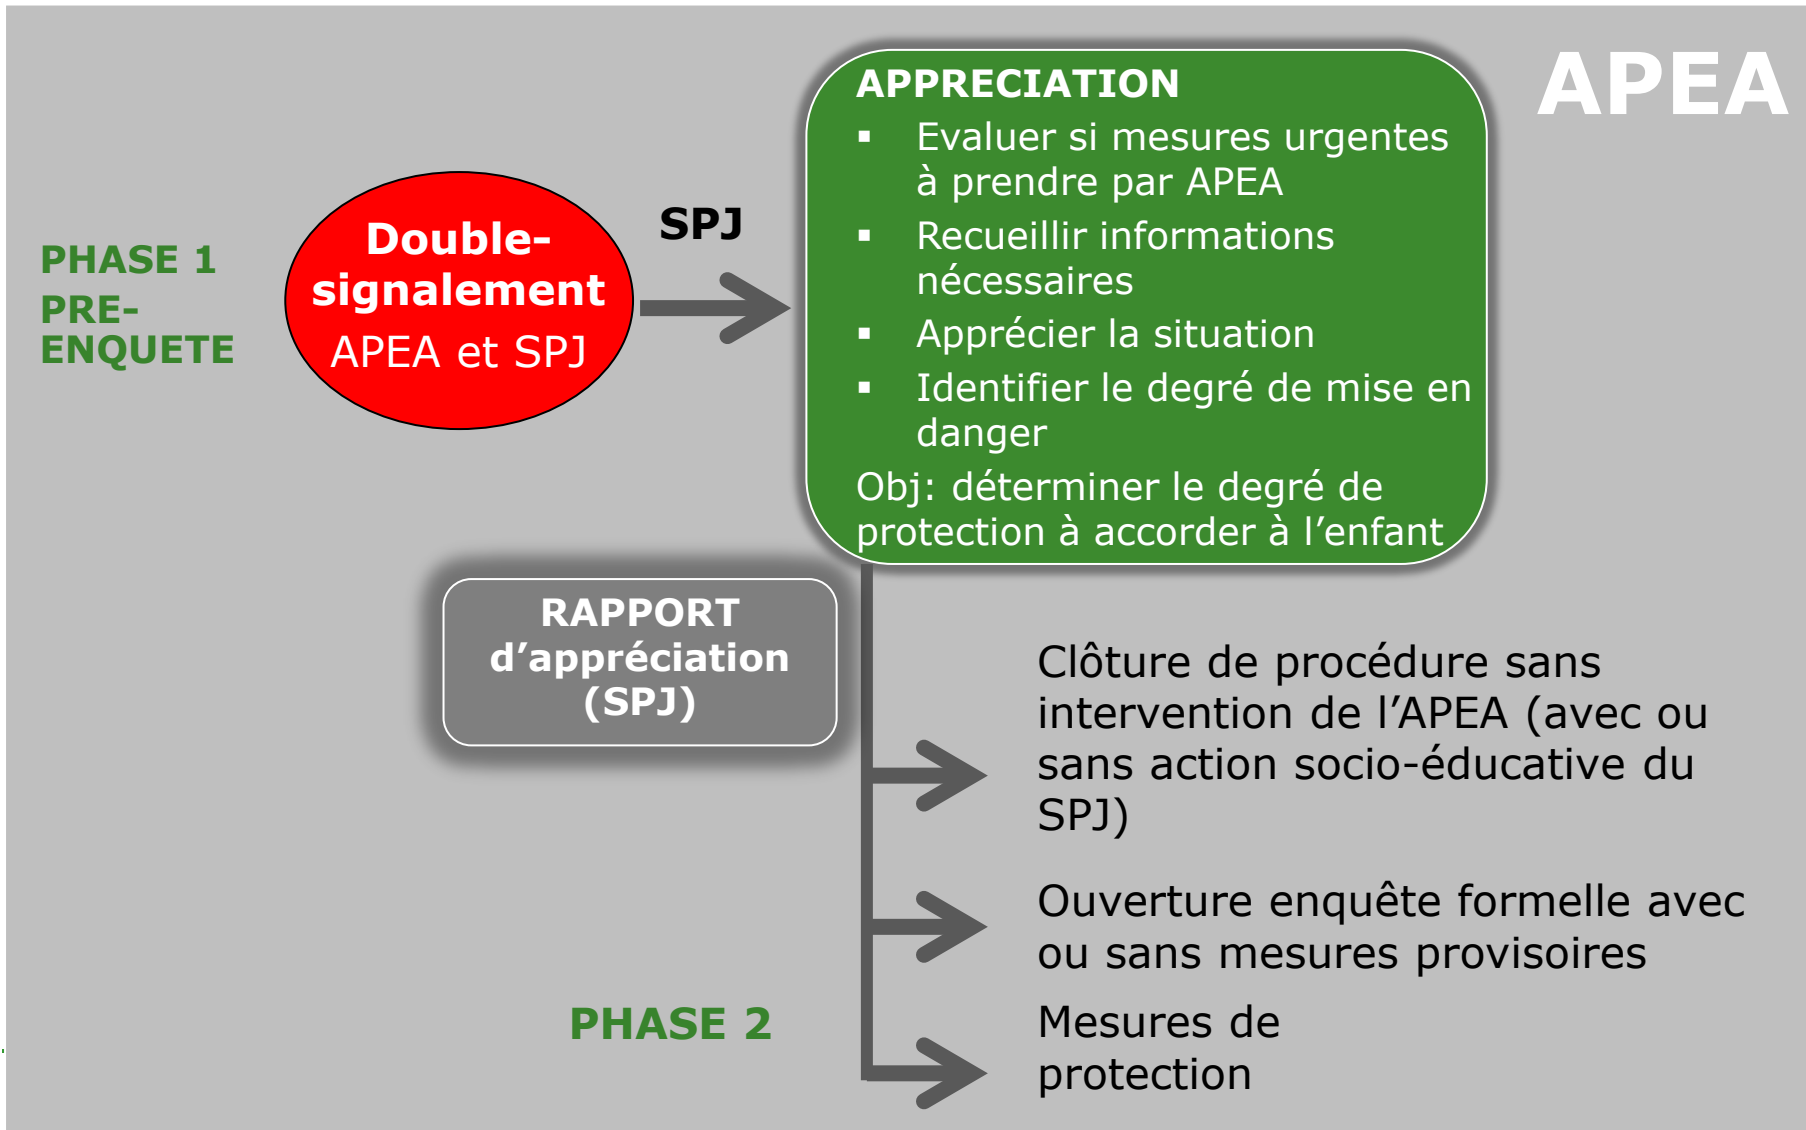 APEA
PHASE 1
PRE-
ENQUETE
Double-
signalement
APEA et SPJ
SPJ
APPRECIATION
▪ Evaluer si mesures urgentes
à prendre par APEA
▪ Recueillir informations
nécessaires
▪ Apprécier la situation
▪ Identifier le degré de mise en
danger
Obj: déterminer le degré de
protection à accorder à l’enfant
RAPPORT
d’appréciation
(SPJ)
Clôture de procédure sans
intervention de l’APEA (avec ou
sans action socio-éducative du
SPJ)
Ouverture enquête formelle avec
ou sans mesures provisoires
PHASE 2
Mesures de
protection